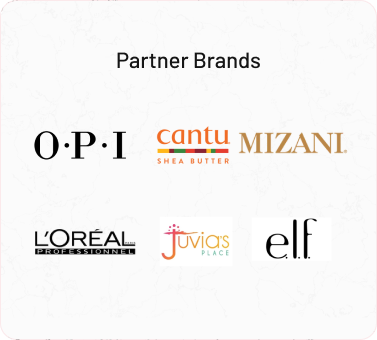 Partner Brands
O·P·I
cantu
SHEA BUTTER
MIZANI
L'ORÉAL
PROFESSIONNEL
Juvia's
PLACE
e.l.f.